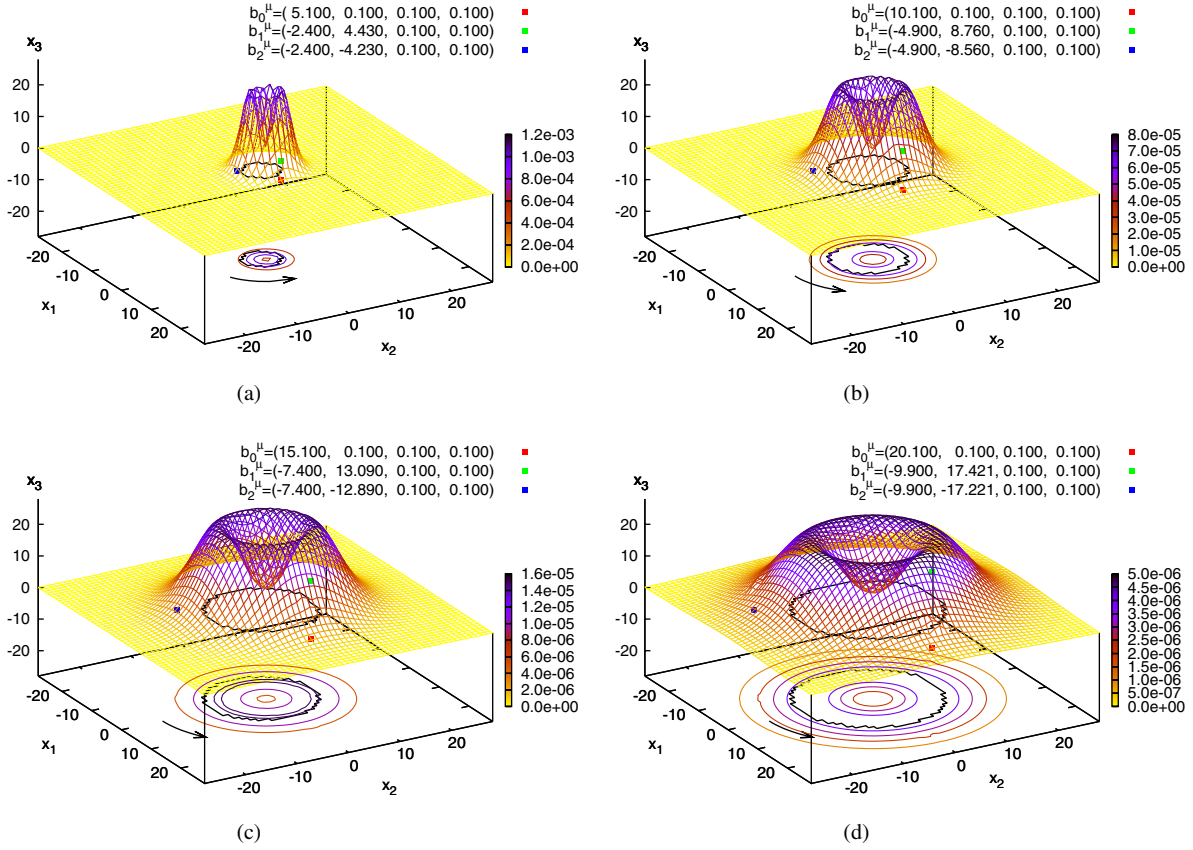 b₀^μ=( 5.100, 0.100, 0.100, 0.100)
b₁^μ=(-2.400, 4.430, 0.100, 0.100)
b₂^μ=(-2.400, -4.230, 0.100, 0.100)
x₃
20
10
0
-10
-20
1.2e-03
1.0e-03
8.0e-04
6.0e-04
4.0e-04
2.0e-04
0.0e+00
-20
-10
0
10
20
x₁
-20
-10
0
10
20
x₂
(a)
b₀^μ=(10.100, 0.100, 0.100, 0.100)
b₁^μ=(-4.900, 8.760, 0.100, 0.100)
b₂^μ=(-4.900, -8.560, 0.100, 0.100)
x₃
20
10
0
-10
-20
8.0e-05
7.0e-05
6.0e-05
5.0e-05
4.0e-05
3.0e-05
2.0e-05
1.0e-05
0.0e+00
-20
-10
0
10
20
x₁
-20
-10
0
10
20
x₂
(b)
b₀^μ=(15.100, 0.100, 0.100, 0.100)
b₁^μ=(-7.400, 13.090, 0.100, 0.100)
b₂^μ=(-7.400, -12.890, 0.100, 0.100)
x₃
20
10
0
-10
-20
1.6e-05
1.4e-05
1.2e-05
1.0e-05
8.0e-06
6.0e-06
4.0e-06
2.0e-06
0.0e+00
-20
-10
0
10
20
x₁
-20
-10
0
10
20
x₂
(c)
b₀^μ=(20.100, 0.100, 0.100, 0.100)
b₁^μ=(-9.900, 17.421, 0.100, 0.100)
b₂^μ=(-9.900, -17.221, 0.100, 0.100)
x₃
20
10
0
-10
-20
5.0e-06
4.5e-06
4.0e-06
3.5e-06
3.0e-06
2.5e-06
2.0e-06
1.5e-06
1.0e-06
5.0e-07
0.0e+00
-20
-10
0
10
20
x₁
-20
-10
0
10
20
x₂
(d)